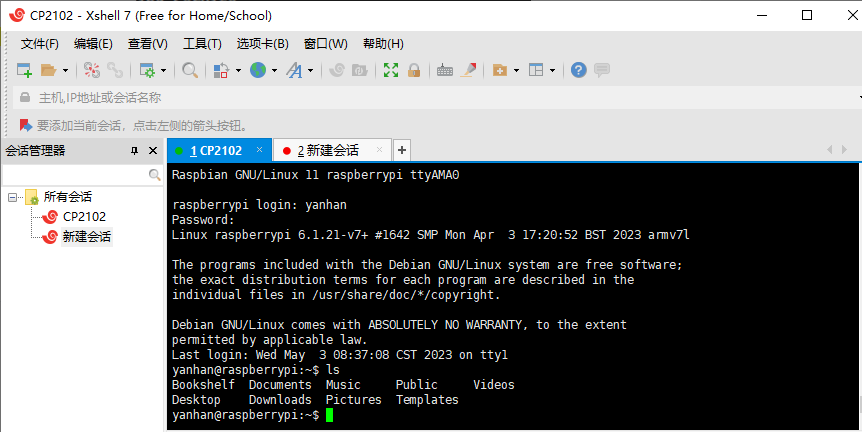 CP2102 - Xshell 7 (Free for Home/School)
文件(F) 编辑(E) 查看(V) 工具(T) 选项卡(B) 窗口(W) 帮助(H)
主机,IP地址或会话名称
要添加当前会话，点击左侧的箭头按钮。
会话管理器
1 CP2102
2 新建会话
所有会话
CP2102
新建会话
Raspbian GNU/Linux 11 raspberrypi ttyAMA0
raspberrypi login: yanhan
Password:
Linux raspberrypi 6.1.21-v7+ #1642 SMP Mon Apr  3 17:20:52 BST 2023 armv7l
The programs included with the Debian GNU/Linux system are free software;
the exact distribution terms for each program are described in the
individual files in /usr/share/doc/*/copyright.
Debian GNU/Linux comes with ABSOLUTELY NO WARRANTY, to the extent
permitted by applicable law.
Last login: Wed May  3 08:37:08 CST 2023 on tty1
yanhan@raspberrypi:~$ ls
Bookshelf  Documents  Music     Public     Videos
Desktop    Downloads  Pictures  Templates
yanhan@raspberrypi:~$